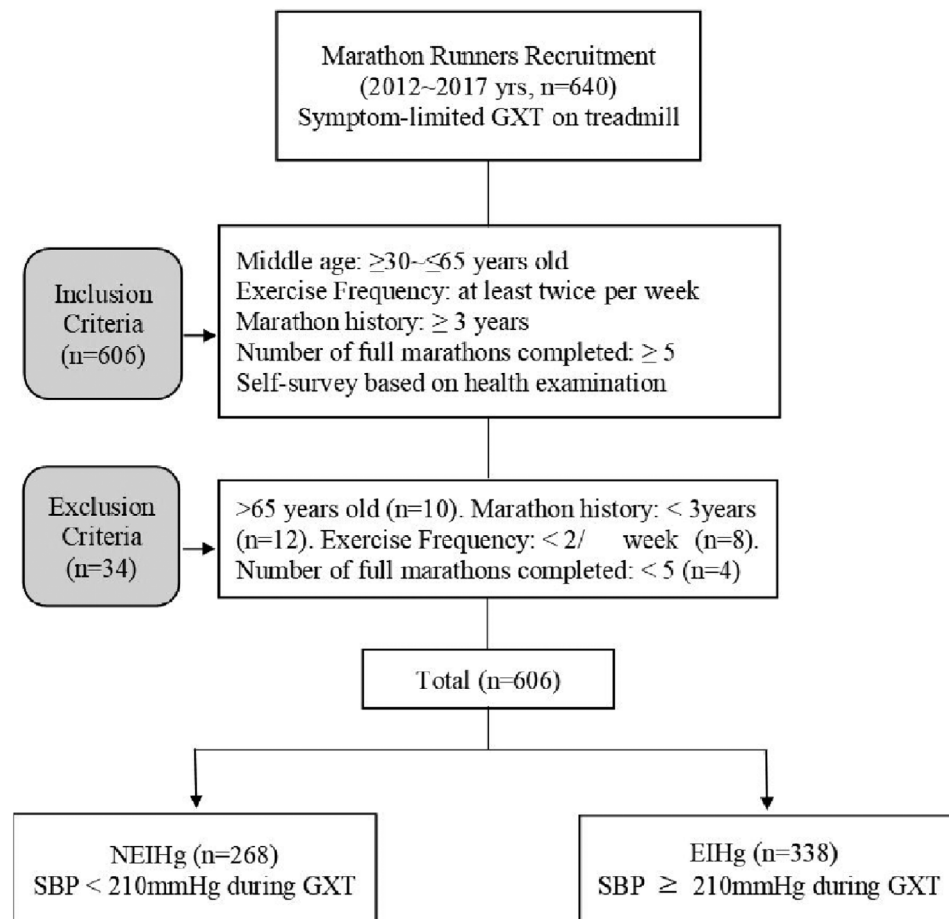 Marathon Runners Recruitment
(2012~2017 yrs, n=640)
Symptom-limited GXT on treadmill
Inclusion
Criteria
(n=606)
Middle age: ≥30~≤65 years old
Exercise Frequency: at least twice per week
Marathon history: ≥ 3 years
Number of full marathons completed: ≥ 5
Self-survey based on health examination
Exclusion
Criteria
(n=34)
>65 years old (n=10). Marathon history: < 3years
(n=12). Exercise Frequency: < 2/ week (n=8).
Number of full marathons completed: < 5 (n=4)
Total (n=606)
NEIHg (n=268)
SBP < 210mmHg during GXT
EIHg (n=338)
SBP ≥ 210mmHg during GXT